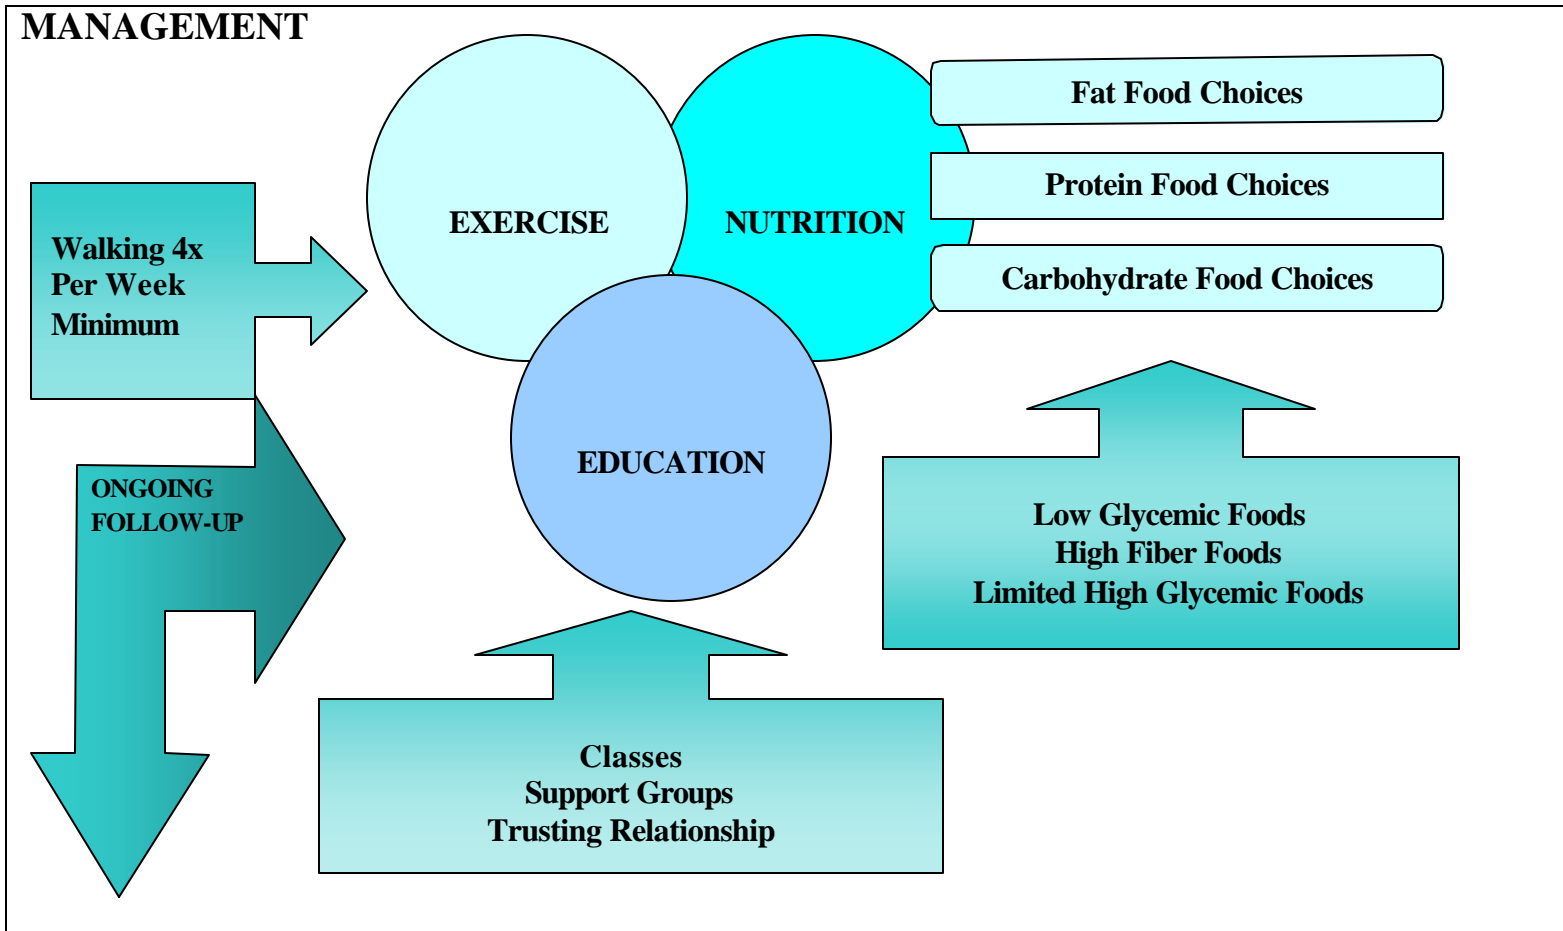 MANAGEMENT
Fat Food Choices
Protein Food Choices
Carbohydrate Food Choices
EXERCISE
NUTRITION
EDUCATION
Walking 4x
Per Week
Minimum
ONGOING
FOLLOW-UP
Low Glycemic Foods
High Fiber Foods
Limited High Glycemic Foods
Classes
Support Groups
Trusting Relationship